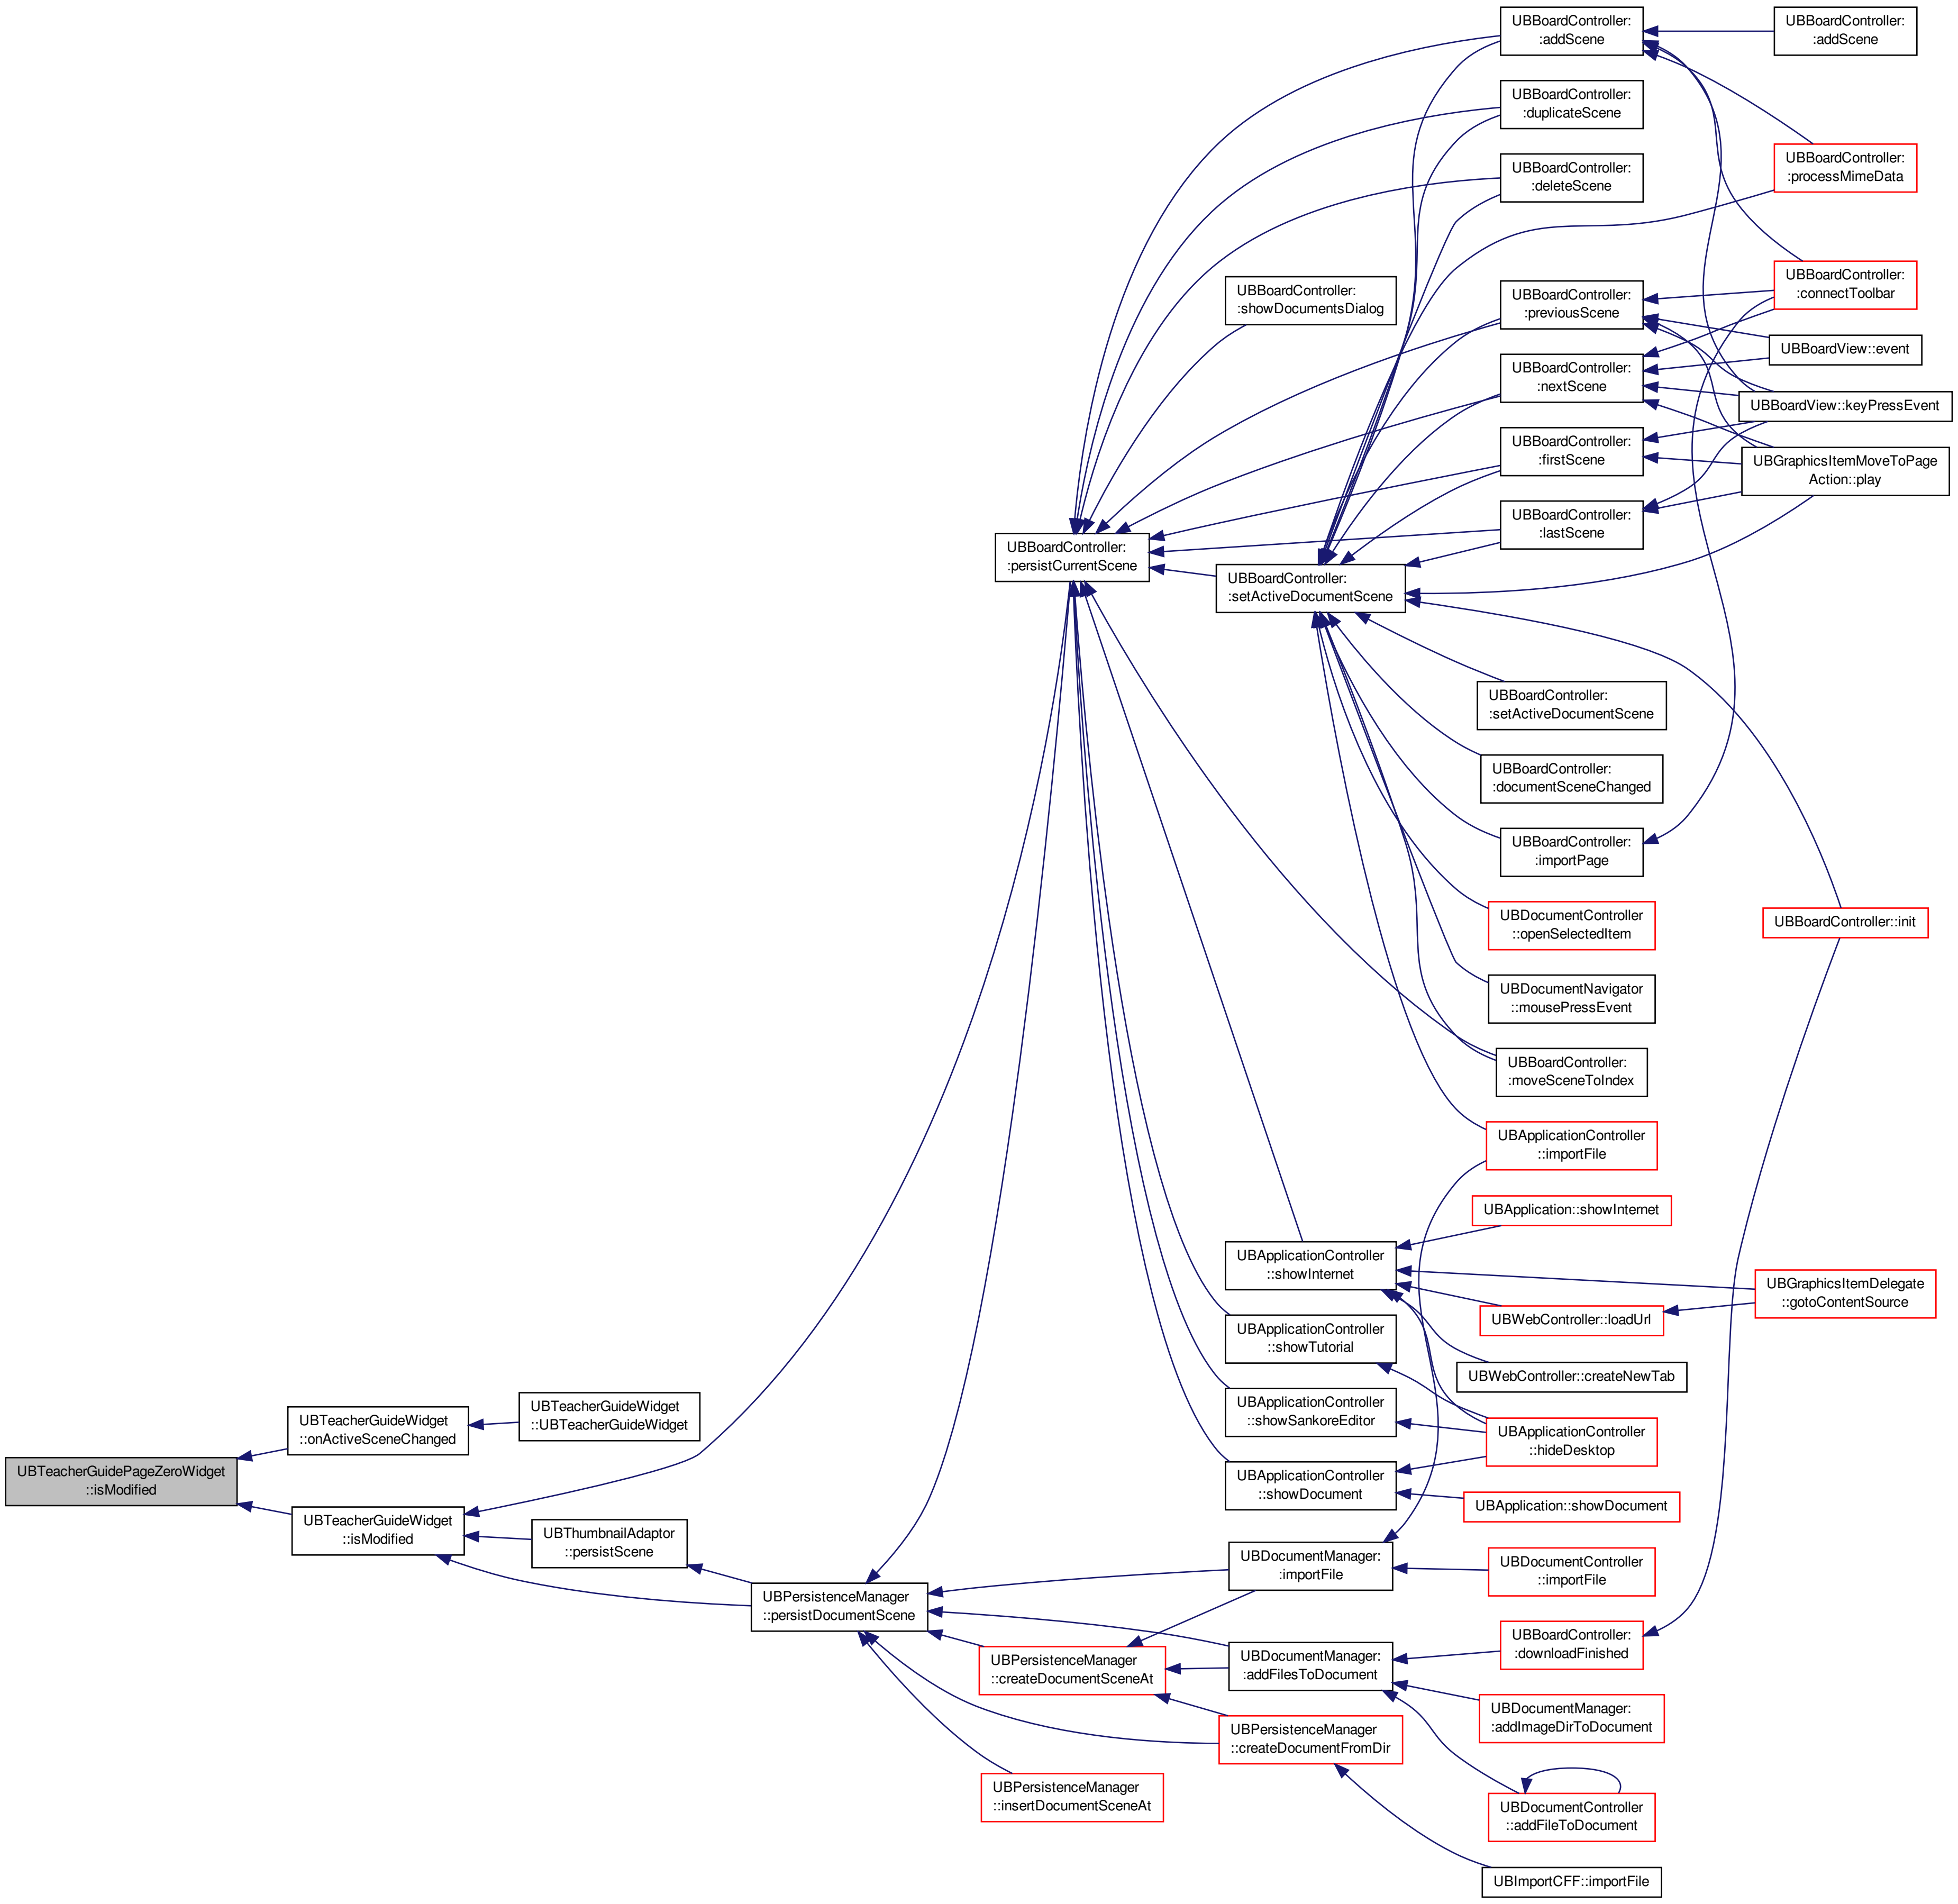 UBBoardController:
:addScene
UBBoardController:
:addScene
UBBoardController:
:duplicateScene
UBBoardController:
:processMimeData
UBBoardController:
:deleteScene
UBBoardController:
:connectToolbar
UBBoardController:
:showDocumentsDialog
UBBoardController:
:previousScene
UBBoardView::event
UBBoardController:
:nextScene
UBBoardView::keyPressEvent
UBBoardController:
:firstScene
UBGraphicsItemMoveToPage
Action::play
UBBoardController:
:lastScene
UBBoardController:
:persistCurrentScene
UBBoardController:
:setActiveDocumentScene
UBBoardController:
:setActiveDocumentScene
UBBoardController:
:documentSceneChanged
UBBoardController:
:importPage
UBDocumentController
::openSelectedItem
UBBoardController::init
UBDocumentNavigator
::mousePressEvent
UBBoardController:
:moveSceneToIndex
UBApplicationController
::importFile
UBApplication::showInternet
UBApplicationController
::showInternet
UBGraphicsItemDelegate
::gotoContentSource
UBWebController::loadUrl
UBApplicationController
::showTutorial
UBWebController::createNewTab
UBApplicationController
::showSankoreEditor
UBTeacherGuideWidget
::UBTeacherGuideWidget
UBTeacherGuideWidget
::onActiveSceneChanged
UBApplicationController
::hideDesktop
UBTeacherGuidePageZeroWidget
::isModified
UBApplicationController
::showDocument
UBApplication::showDocument
UBTeacherGuideWidget
::isModified
UBThumbnailAdaptor
::persistScene
UBDocumentManager:
:importFile
UBDocumentController
::importFile
UBPersistenceManager
::persistDocumentScene
UBBoardController:
:downloadFinished
UBDocumentManager:
:addFilesToDocument
UBPersistenceManager
::createDocumentSceneAt
UBDocumentManager:
:addImageDirToDocument
UBPersistenceManager
::createDocumentFromDir
UBPersistenceManager
::insertDocumentSceneAt
UBDocumentController
::addFileToDocument
UBImportCFF::importFile